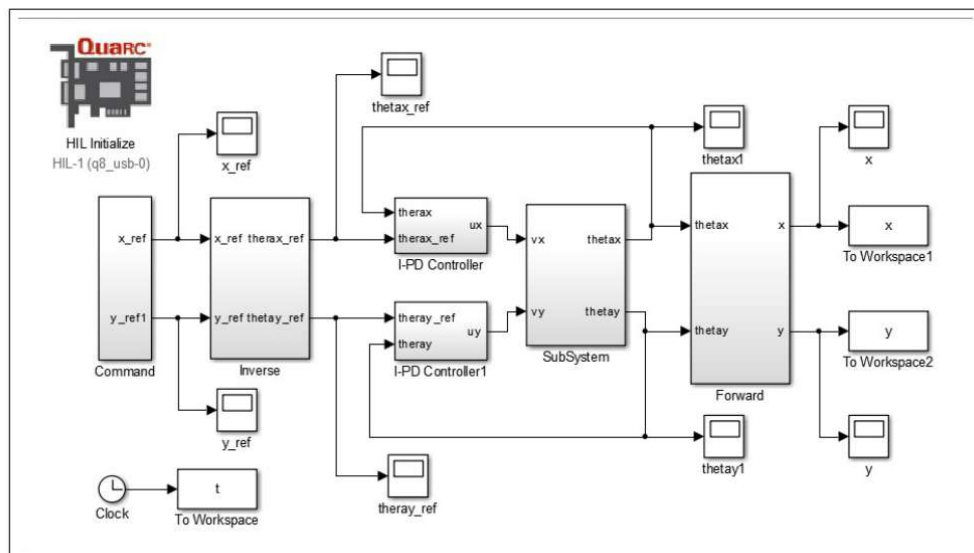 QUARC®
HIL Initialize
HIL-1 (q8_usb-0)
x_ref
thetax_ref
thetax1
x
x_ref
y_ref1
Command
x_ref therax_ref
y_ref thetay_ref
Inverse
therax
therax_ref
ux
I-PD Controller
theray_ref
theray
uy
I-PD Controller1
vx
vy
thetax
thetay
SubSystem
thetax
thetay
x
y
Forward
x
To Workspace1
y
To Workspace2
y_ref
theray_ref
thetay1
y
Clock
t
To Workspace